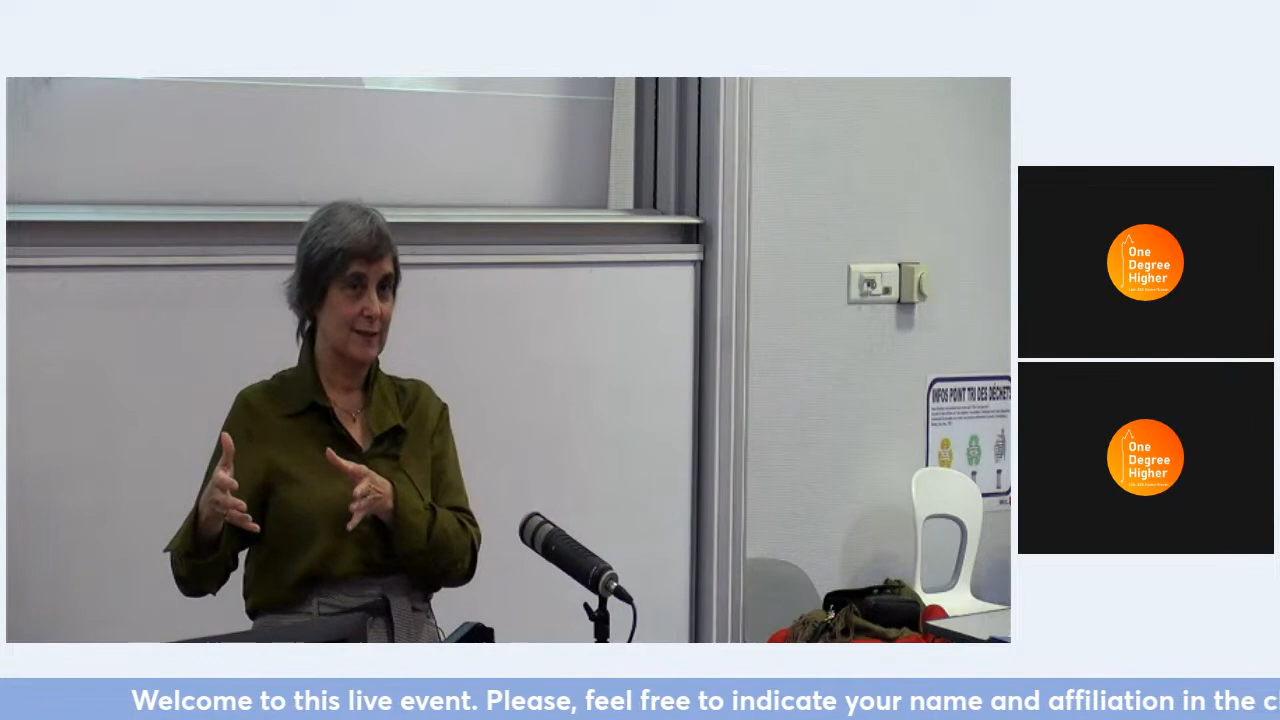 INFOS POINT TRI DES DÉCHETS
One
Degree
Higher
One
Degree
Higher
Welcome to this live event. Please, feel free to indicate your name and affiliation in the c